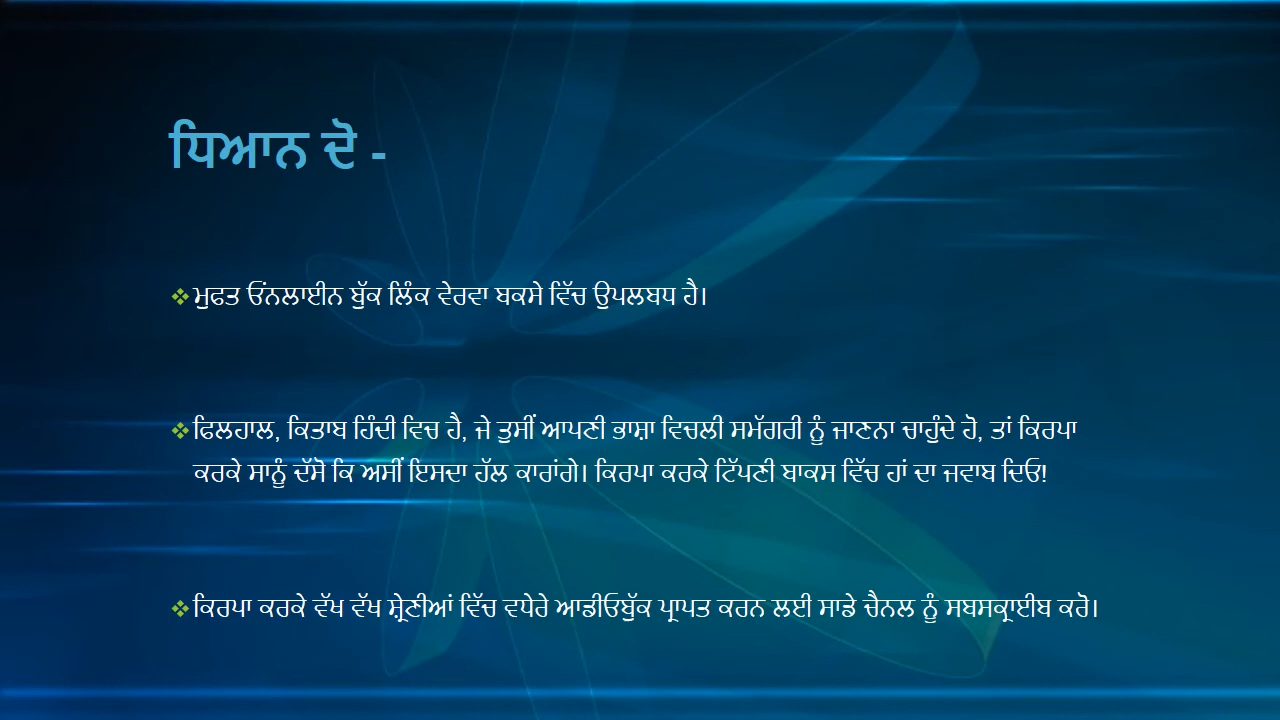 ਧਿਆਨ ਦੋ -
❖ਮੁਫਤ ਓਨਲਾਈਨ ਬੁੱਕ ਲਿੰਕ ਵੇਰਵਾ ਬਕਸੇ ਵਿੱਚ ਉਪਲਬਧ ਹੈ।
❖ਫਿਲਹਾਲ, ਕਿਤਾਬ ਹਿੰਦੀ ਵਿਚ ਹੈ, ਜੇ ਤੁਸੀਂ ਆਪਣੀ ਭਾਸ਼ਾ ਵਿਚਲੀ ਸਮੱਗਰੀ ਨੂੰ ਜਾਣਨਾ ਚਾਹੁੰਦੇ ਹੋ, ਤਾਂ ਕਿਰਪਾ
ਕਰਕੇ ਸਾਨੂੰ ਦੱਸੋ ਕਿ ਅਸੀਂ ਇਸਦਾ ਹੱਲ ਕਾਰਾਂਗੇ। ਕਿਰਪਾ ਕਰਕੇ ਟਿੱਪਣੀ ਬਾਕਸ ਵਿੱਚ ਹਾਂ ਦਾ ਜਵਾਬ ਦਿਓ!
❖ਕਿਰਪਾ ਕਰਕੇ ਵੱਖ ਵੱਖ ਸ਼੍ਰੇਣੀਆਂ ਵਿੱਚ ਵਧੇਰੇ ਆਡੀਓਬੁੱਕ ਪ੍ਰਾਪਤ ਕਰਨ ਲਈ ਸਾਡੇ ਚੈਨਲ ਨੂੰ ਸਬਸਕ੍ਰਾਈਬ ਕਰੋ।